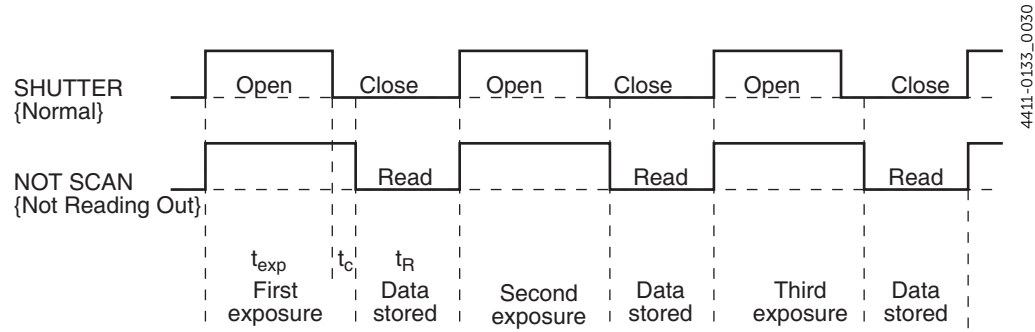 4411-0133_0030
SHUTTER Open Close Open Close Open Close
{Normal}
NOT SCAN Read Read Read
{Not Reading Out}
texp tc tR
First Data Second Data Third Data
exposure stored exposure stored exposure stored